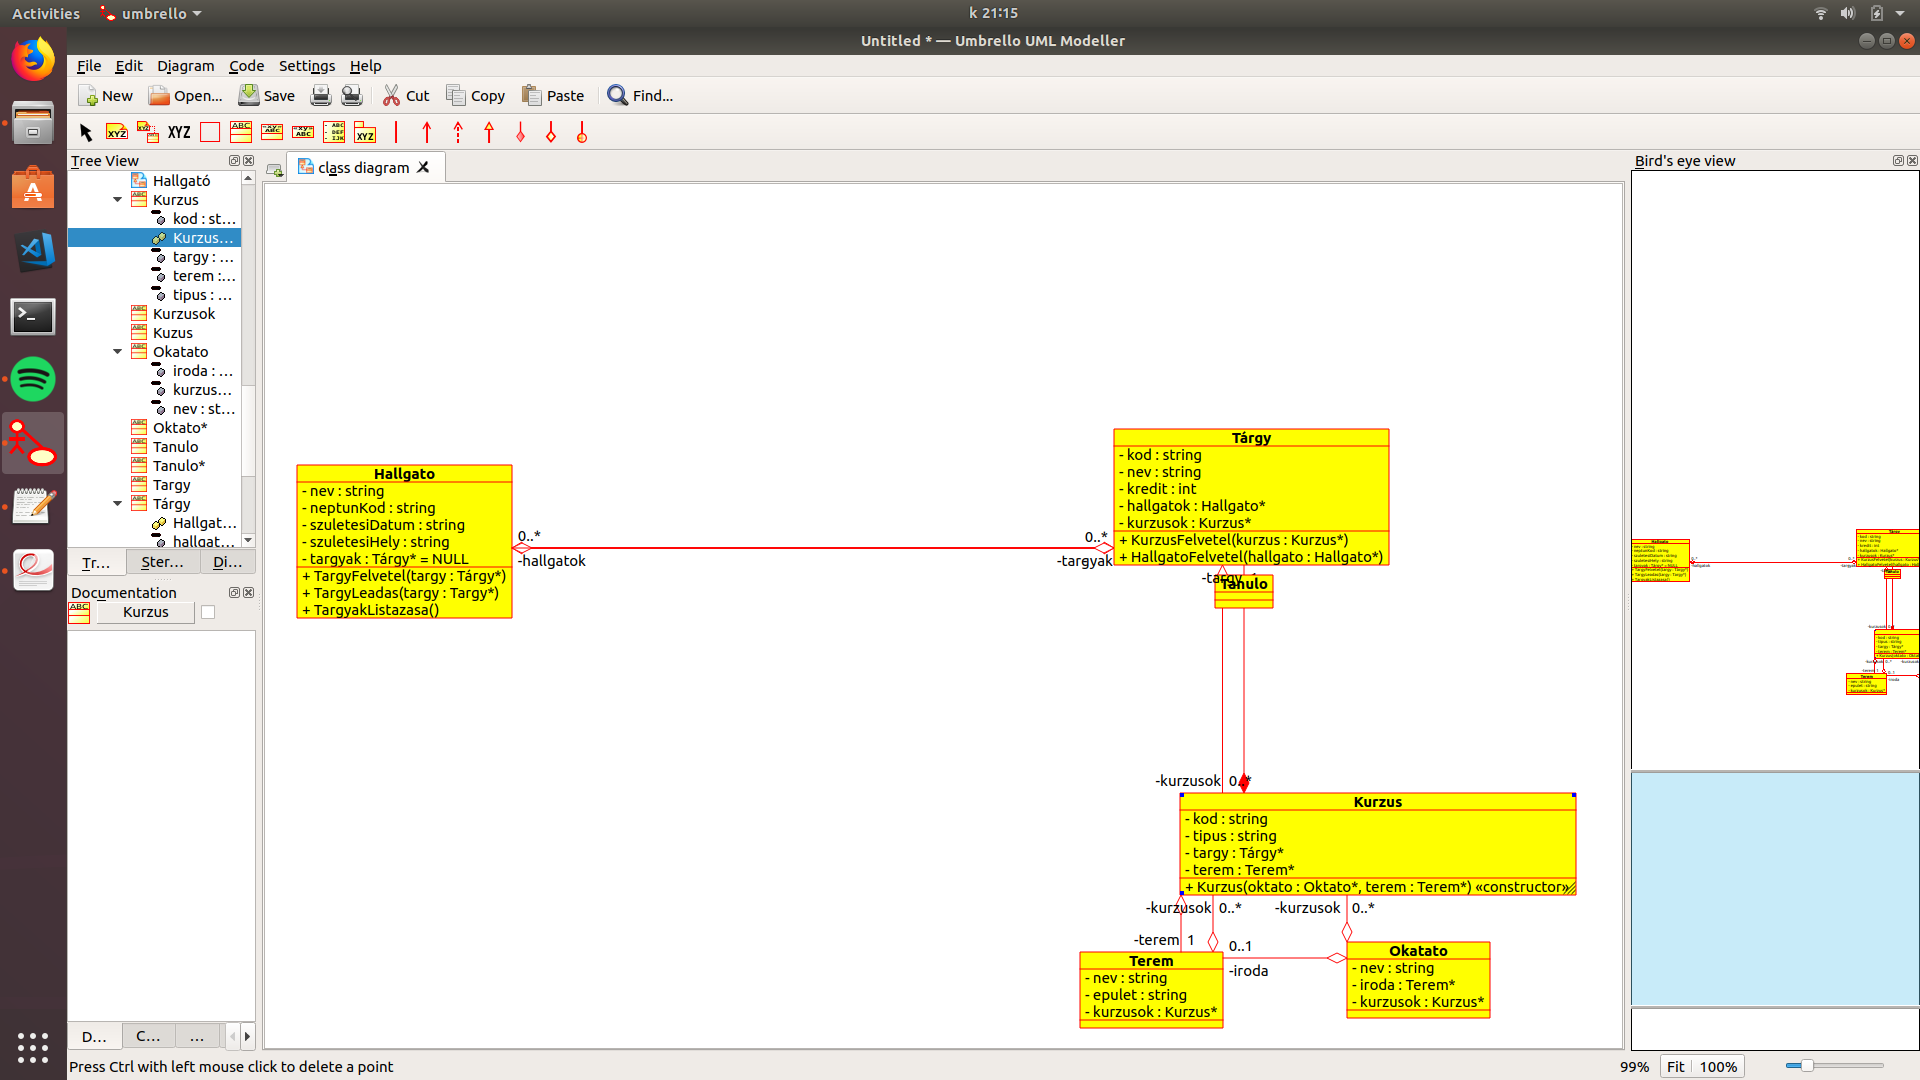 Activities
umbrello
k 21:15
Untitled * — Umbrello UML Modeller
File Edit Diagram Code Settings Help
New Open... Save Cut Copy Paste Find...
XYZ
Tree View
class diagram
Bird's eye view
Hallgató
Kurzus
kod : st...
Kurzus...
targy : ...
terem :...
tipus : ...
Kurzusok
Kuzus
Okatato
iroda : ...
kurzus...
nev : st...
Oktato*
Tanulo
Tanulo*
Targy
Tárgy
Hallgat...
hallgat...
Tr... Ster... Di...
Documentation
Kurzus
D... C... ...
Hallgato
- nev : string
- neptunKod : string
- szuletesiDatum : string
- szuletesiHely : string
- targyak : Tárgy* = NULL
+ TargyFelvetel(targy : Tárgy*)
+ TargyLeadas(targy : Targy*)
+ TargyakListazasa()
0..*
-hallgatok
0..*
-targyak
Tárgy
- kod : string
- nev : string
- kredit : int
- hallgatok : Hallgato*
- kurzusok : Kurzus*
+ KurzusFelvetel(kurzus : Kurzus*)
+ HallgatoFelvetel(hallgato : Hallgato*)
-targy
Tanulo
-kurzusok 0..*
Kurzus
- kod : string
- tipus : string
- targy : Tárgy*
- terem : Terem*
+ Kurzus(oktato : Oktato*, terem : Terem*) «constructor»
-kurzusok 0..*
-kurzusok 0..*
-terem 1
0..1
-iroda
Terem
- nev : string
- epulet : string
- kurzusok : Kurzus*
Okatato
- nev : string
- iroda : Terem*
- kurzusok : Kurzus*
Press Ctrl with left mouse click to delete a point
99% Fit 100%